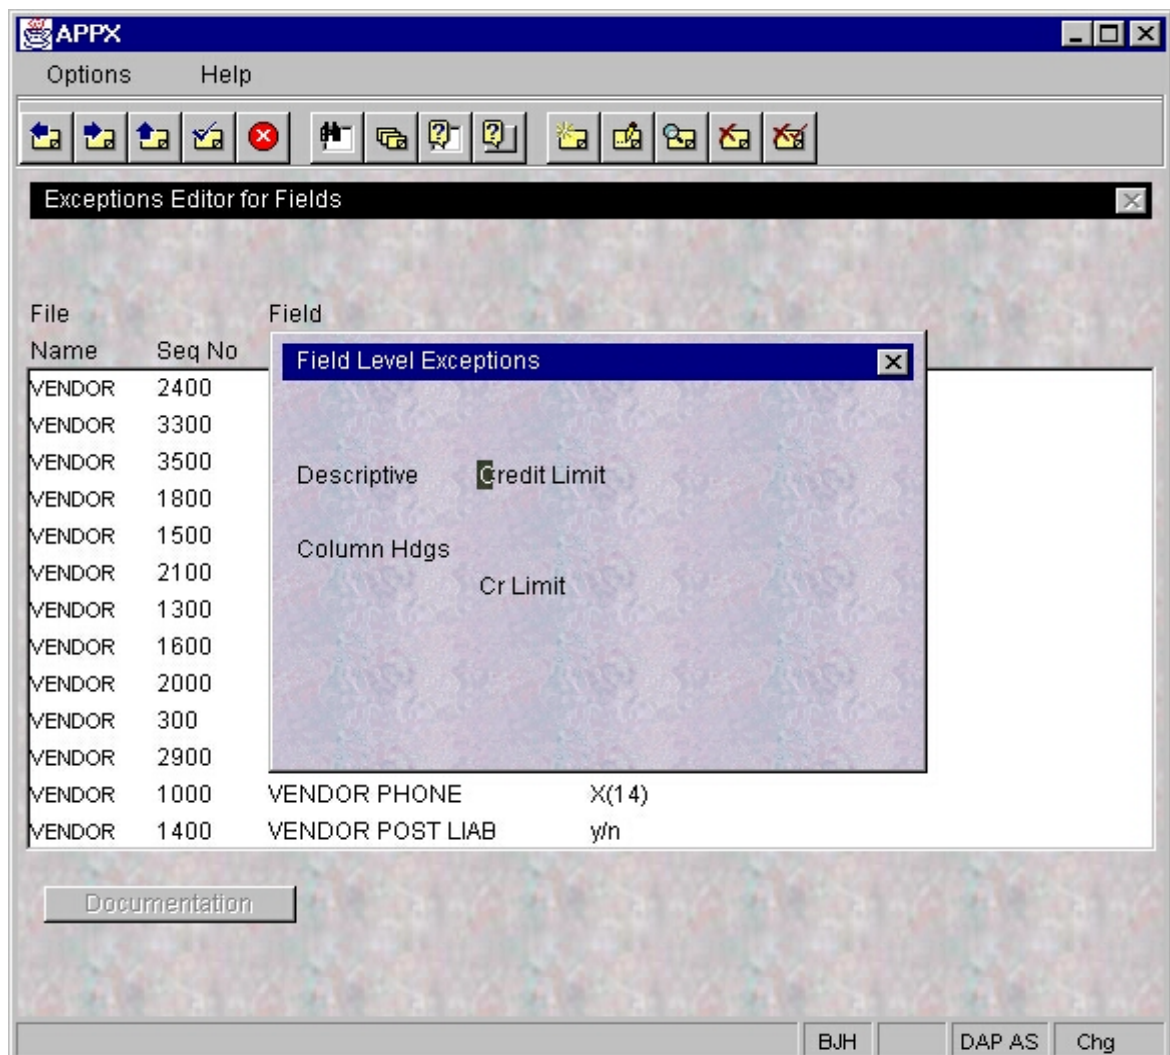 APPX
Options Help
Exceptions Editor for Fields
File Field
Name Seq No
Field Level Exceptions
VENDOR 2400
VENDOR 3300
VENDOR 3500
Descriptive Credit Limit
VENDOR 1800
VENDOR 1500
Column Hdgs
VENDOR 2100
Cr Limit
VENDOR 1300
VENDOR 1600
VENDOR 2000
VENDOR 300
VENDOR 2900
VENDOR 1000 VENDOR PHONE X(14)
VENDOR 1400 VENDOR POST LIAB y/n
Documentation
BJH DAP AS Chg